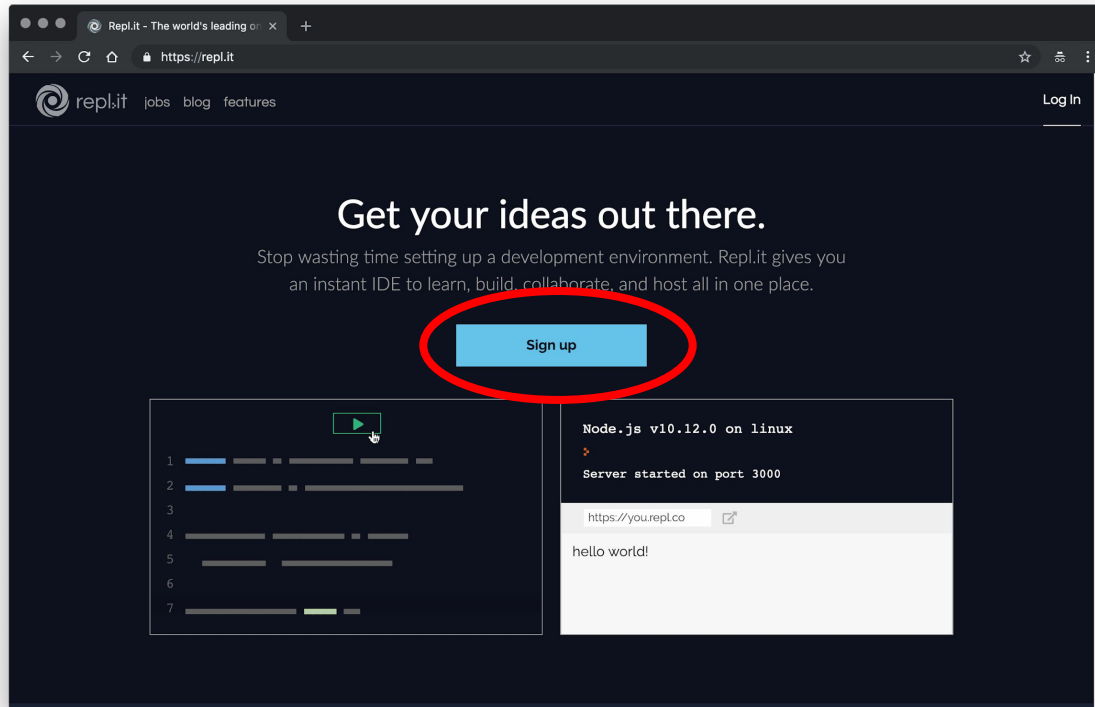 Repl.it - The world's leading on
https://repl.it
repl.it jobs blog features Log In
Get your ideas out there.
Stop wasting time setting up a development environment. Repl.it gives you
an instant IDE to learn, build, collaborate, and host all in one place.
Sign up
1
2
3
4
5
6
7
Node.js v10.12.0 on linux
Server started on port 3000
https://you.repl.co
hello world!